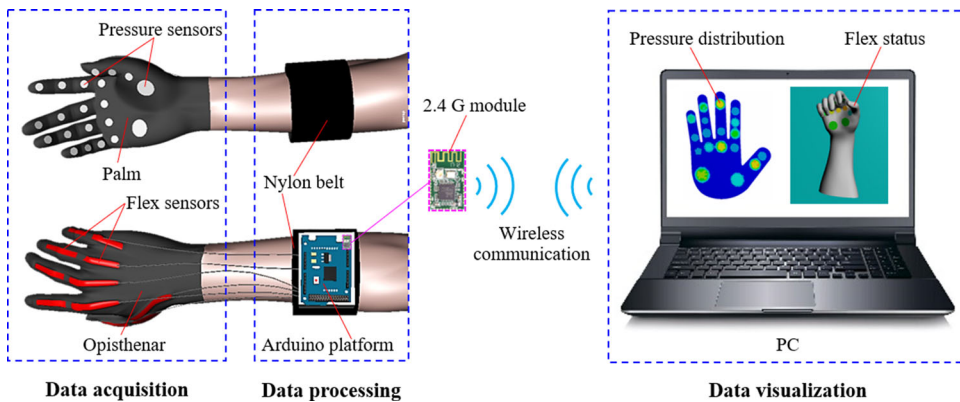 Pressure sensors
Palm
Flex sensors
Opisthenar
Data acquisition
Nylon belt
Arduino platform
Data processing
2.4 G module
Wireless
communication
Pressure distribution
Flex status
PC
Data visualization